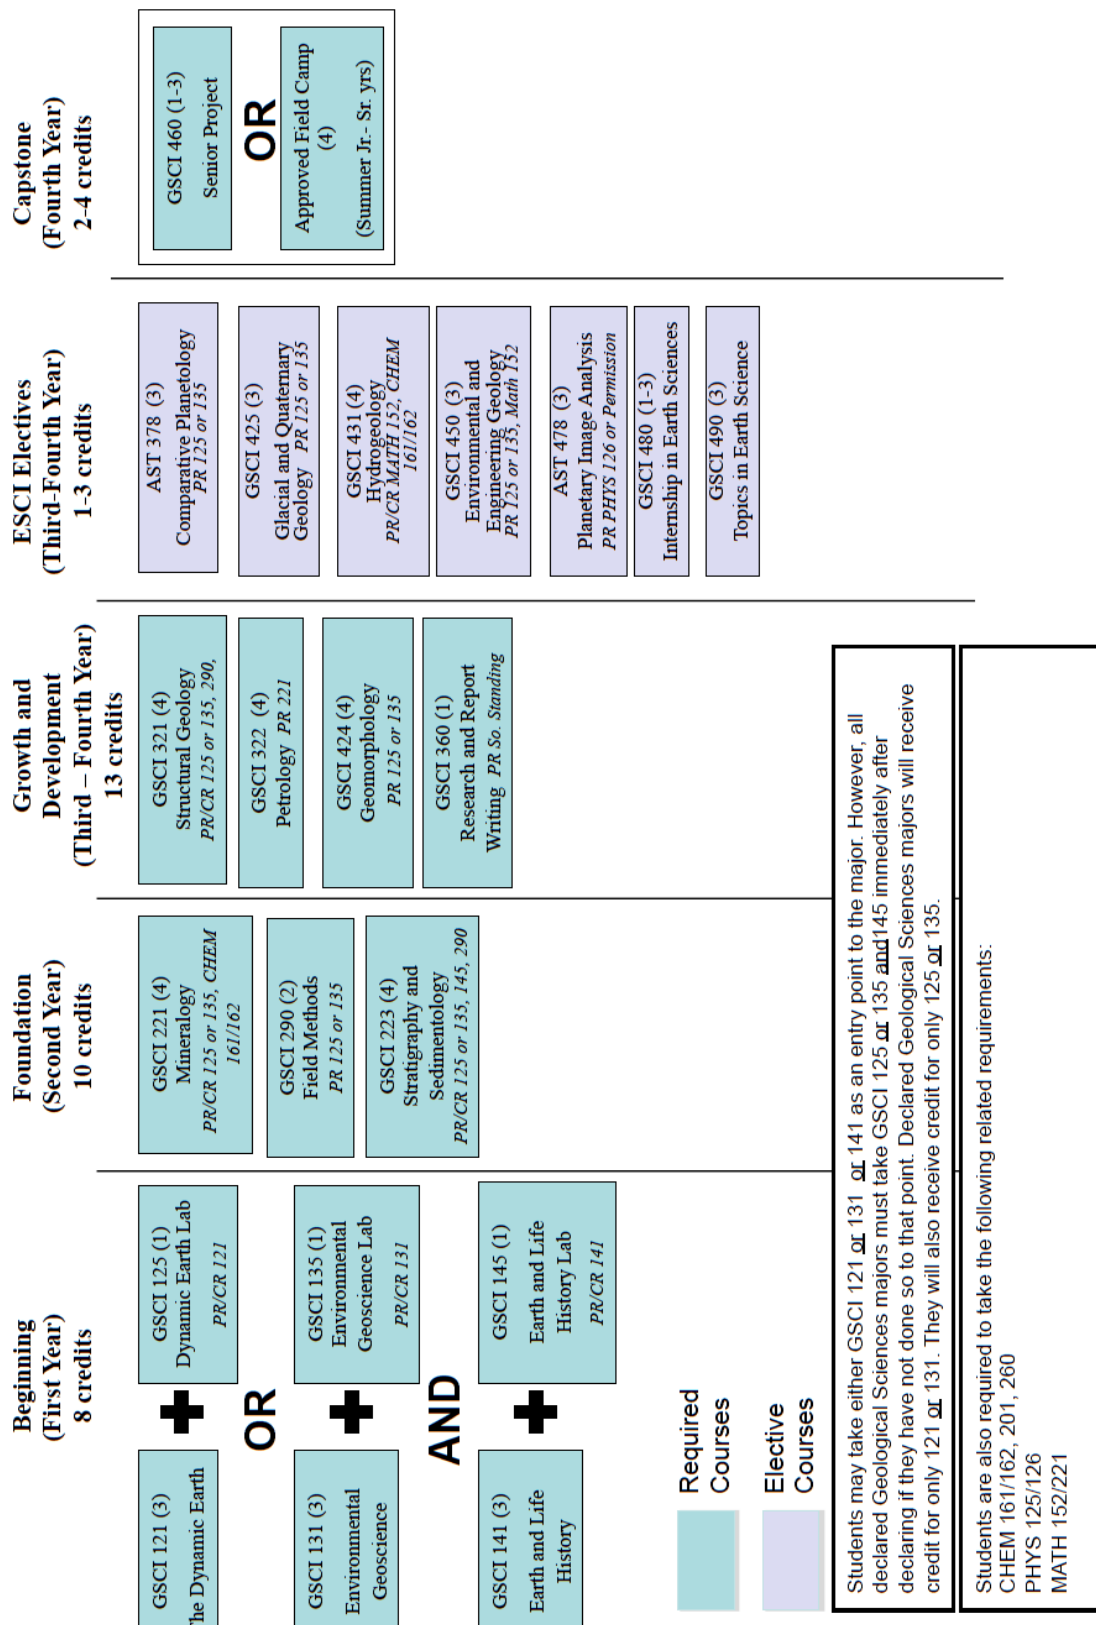 Beginning
(First Year)
8 credits
GSCI 121 (3)
The Dynamic Earth
GSCI 125 (1)
Dynamic Earth Lab
PR/CR 121
OR
GSCI 131 (3)
Environmental
Geoscience
GSCI 135 (1)
Environmental
Geoscience Lab
PR/CR 131
AND
GSCI 141 (3)
Earth and Life
History
GSCI 145 (1)
Earth and Life
History Lab
PR/CR 141
Foundation
(Second Year)
10 credits
GSCI 221 (4)
Mineralogy
PR/CR 125 or 135, CHEM
161/162
GSCI 290 (2)
Field Methods
PR 125 or 135
GSCI 223 (4)
Stratigraphy and
Sedimentology
PR/CR 125 or 135, 145, 290
Growth and
Development
(Third – Fourth Year)
13 credits
GSCI 321 (4)
Structural Geology
PR/CR 125 or 135, 290,
GSCI 322 (4)
Petrology PR 221
GSCI 424 (4)
Geomorphology
PR 125 or 135
GSCI 360 (1)
Research and Report
Writing PR So. Standing
ESCI Electives
(Third-Fourth Year)
1-3 credits
AST 378 (3)
Comparative Planetology
PR 125 or 135
GSCI 425 (3)
Glacial and Quaternary
Geology PR 125 or 135
GSCI 431 (4)
Hydrogeology
PR/CR MATH 152, CHEM
161/162
GSCI 450 (3)
Environmental and
Engineering Geology
PR 125 or 135, Math 152
AST 478 (3)
Planetary Image Analysis
PR PHYS 126 or Permission
GSCI 480 (1-3)
Internship in Earth Sciences
GSCI 490 (3)
Topics in Earth Science
Capstone
(Fourth Year)
2-4 credits
GSCI 460 (1-3)
Senior Project
OR
Approved Field Camp
(4)
(Summer Jr.- Sr. yrs)
Required
Courses
Elective
Courses
Students may take either GSCI 121 or 131 or 141 as an entry point to the major. However, all
declared Geological Sciences majors must take GSCI 125 or 135 and145 immediately after
declaring if they have not done so to that point. Declared Geological Sciences majors will receive
credit for only 121 or 131. They will also receive credit for only 125 or 135.
Students are also required to take the following related requirements:
CHEM 161/162, 201, 260
PHYS 125/126
MATH 152/221